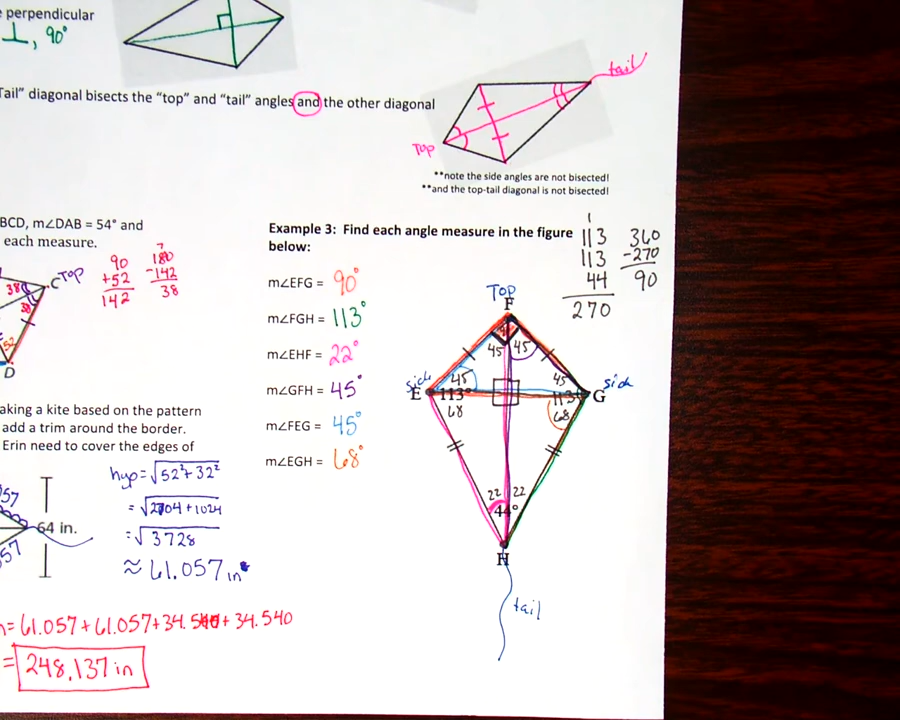 perpendicular
⊥, 90°
Tail" diagonal bisects the "top" and "tail" angles and the other diagonal
tail
Top
**note the side angles are not bisected!
**and the top-tail diagonal is not bisected!
BCD, m∠DAB = 54° and
each measure.
90
+52
142
7
180
-142
38
38
C TOP
38
52
D
aking a kite based on the pattern
add a trim around the border.
Erin need to cover the edges of
57
57
64 in.
hyp=√52²+32²
=√2704+1024
=√3728
≈ 61.057 in
= 61.057+61.057+34.540+34.540
= 248.137 in
Example 3: Find each angle measure in the figure
below:
1
113
113
44
270
360
-270
90
m∠EFG = 90°
m∠FGH = 113°
m∠EHF = 22°
m∠GFH = 45°
m∠FEG = 45°
m∠EGH = 68°
TOP
F
45 45
side
E
45
45
side
G
113°
113°
68
68
22 22
44°
H
tail